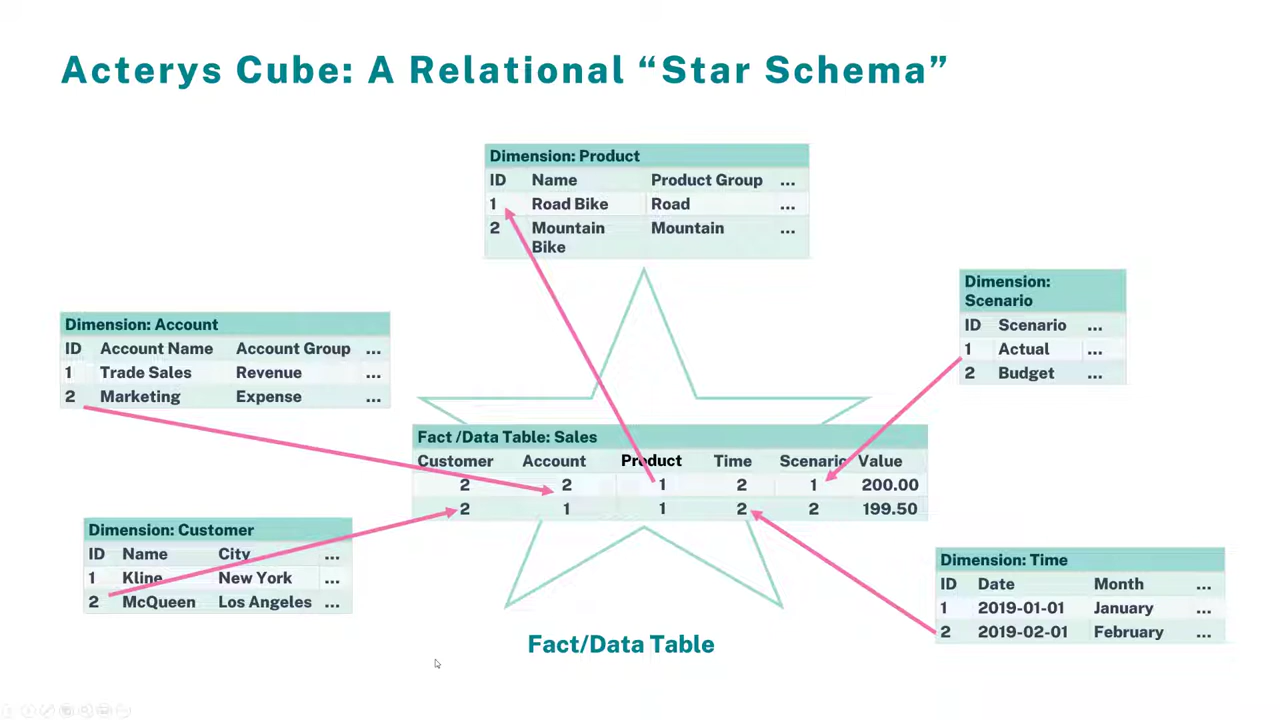 Acterys Cube: A Relational “Star Schema”
Dimension: Product
ID Name Product Group ...
1 Road Bike Road ...
2 Mountain Bike Mountain ...
Dimension: Scenario
ID Scenario ...
1 Actual ...
2 Budget ...
Dimension: Account
ID Account Name Account Group ...
1 Trade Sales Revenue ...
2 Marketing Expense ...
Fact /Data Table: Sales
Customer Account Product Time Scenario Value
2 2 1 2 1 200.00
2 1 1 2 2 199.50
Dimension: Customer
ID Name City ...
1 Kline New York ...
2 McQueen Los Angeles ...
Dimension: Time
ID Date Month ...
1 2019-01-01 January ...
2 2019-02-01 February ...
Fact/Data Table